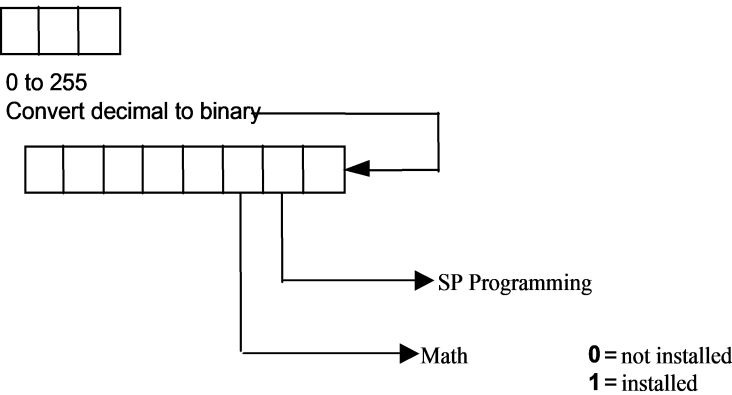 0 to 255
Convert decimal to binary
SP Programming
Math
0 = not installed
1 = installed